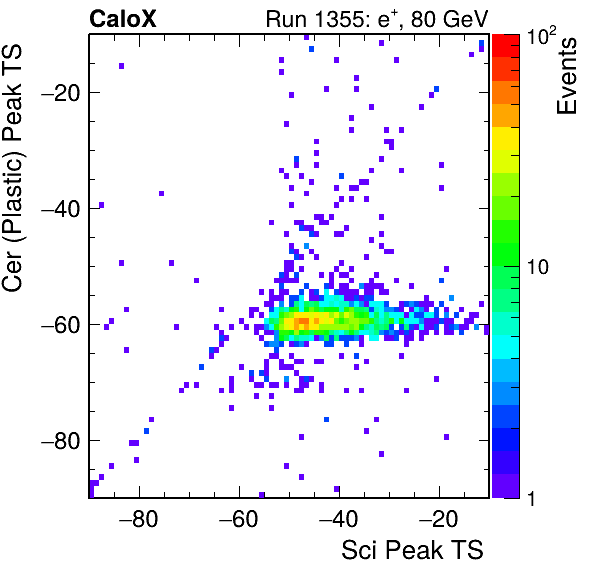 CaloX Run 1355: e⁺, 80 GeV
Cer (Plastic) Peak TS
Events
10²
10
1
−20
−40
−60
−80
−80 −60 −40 −20
Sci Peak TS